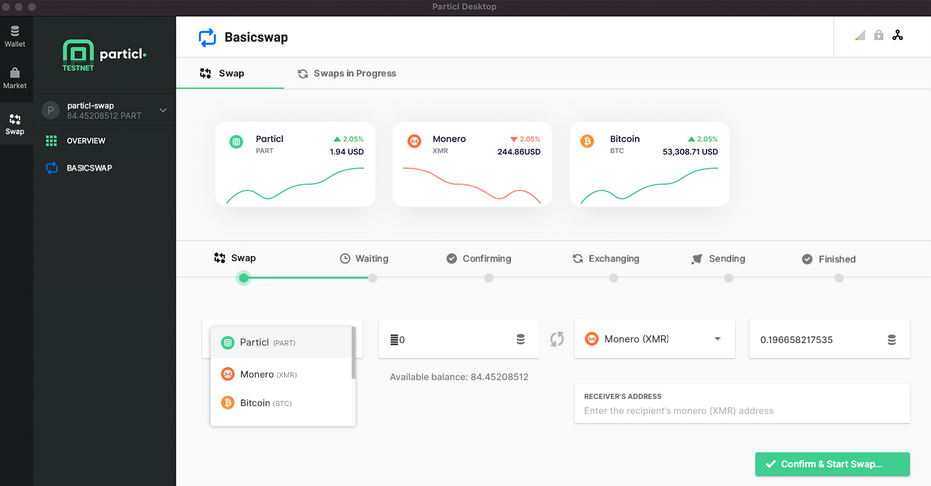 Particl Desktop
Wallet
Market
Swap
particl
TESTNET
P
particl-swap
84.45208512 PART
OVERVIEW
BASICSWAP
Basicswap
Swap
Swaps in Progress
Particl 2.05%
PART 1.94 USD
Monero 2.05%
XMR 244.86USD
Bitcoin 2.05%
BTC 53,308.71 USD
Swap
Waiting
Confirming
Exchanging
Sending
Finished
Particl (PART)
Monero (XMR)
Bitcoin (BTC)
0
Available balance: 84.45208512
Monero (XMR)
0.196658217535
RECEIVER'S ADDRESS
Enter the recipient's monero (XMR) address
Confirm & Start Swap...